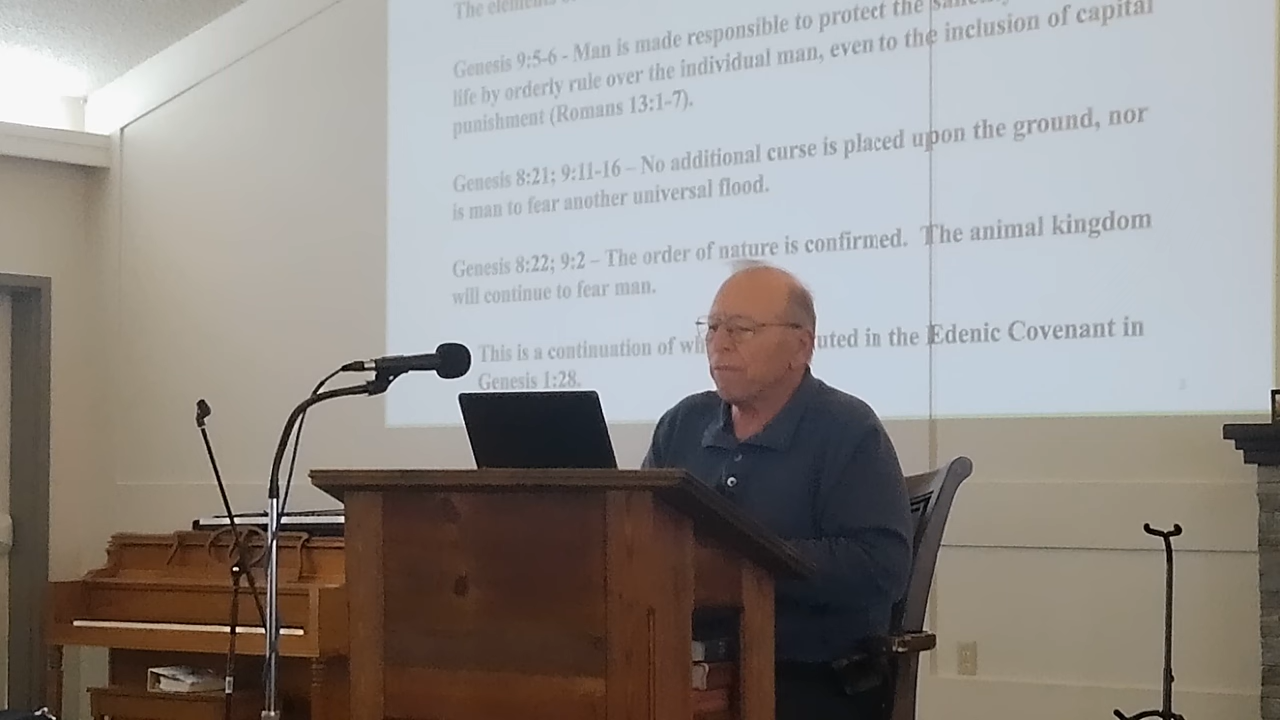 The elements
Genesis 9:5-6 - Man is made responsible to protect the
life by orderly rule over the individual man, even to the inclusion of capital
punishment (Romans 13:1-7).
Genesis 8:21; 9:11-16 – No additional curse is placed upon the ground, nor
is man to fear another universal flood.
Genesis 8:22; 9:2 – The order of nature is confirmed. The animal kingdom
will continue to fear man.
This is a continuation of uted in the Edenic Covenant in
Genesis 1:28.